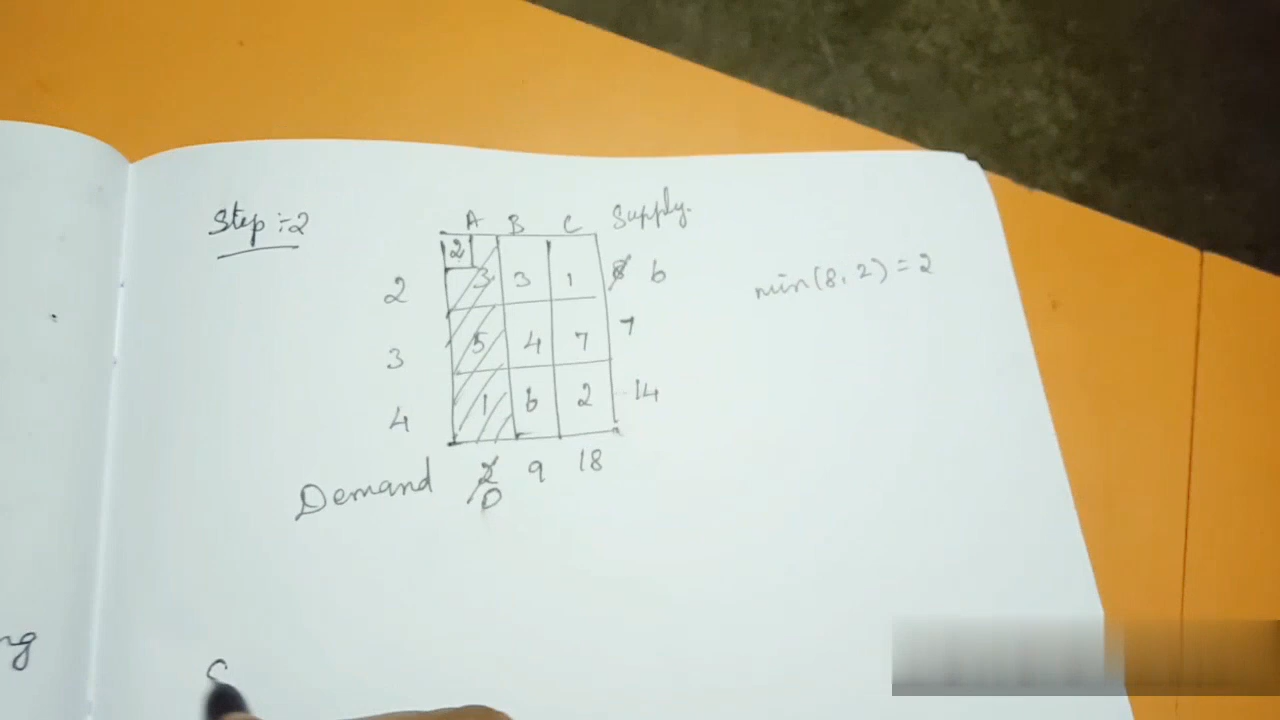 Step :- 2
A B C Supply.
2
2 3 3 1 8 6
min(8, 2) = 2
3 5 4 7 7
4 1 6 2 14
Demand 2 9 18
0
ng
S